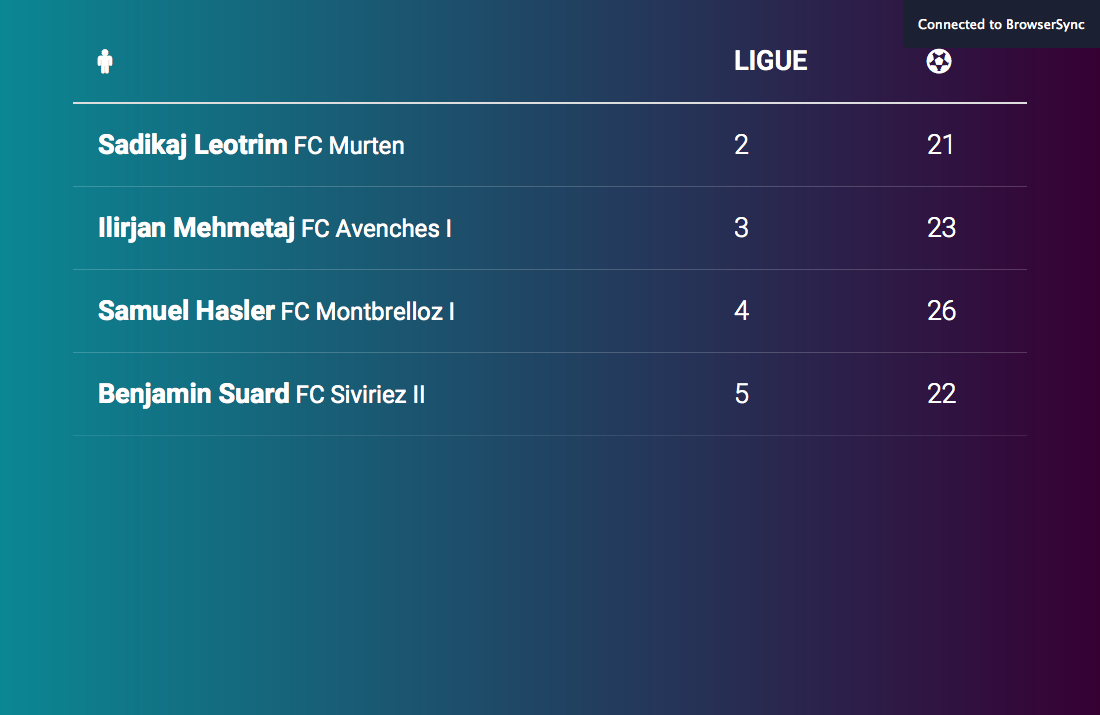 Connected to BrowserSync
LIGUE
Sadikaj Leotrim FC Murten 2 21
Ilirjan Mehmetaj FC Avenches I 3 23
Samuel Hasler FC Montbrelloz I 4 26
Benjamin Suard FC Siviriez II 5 22